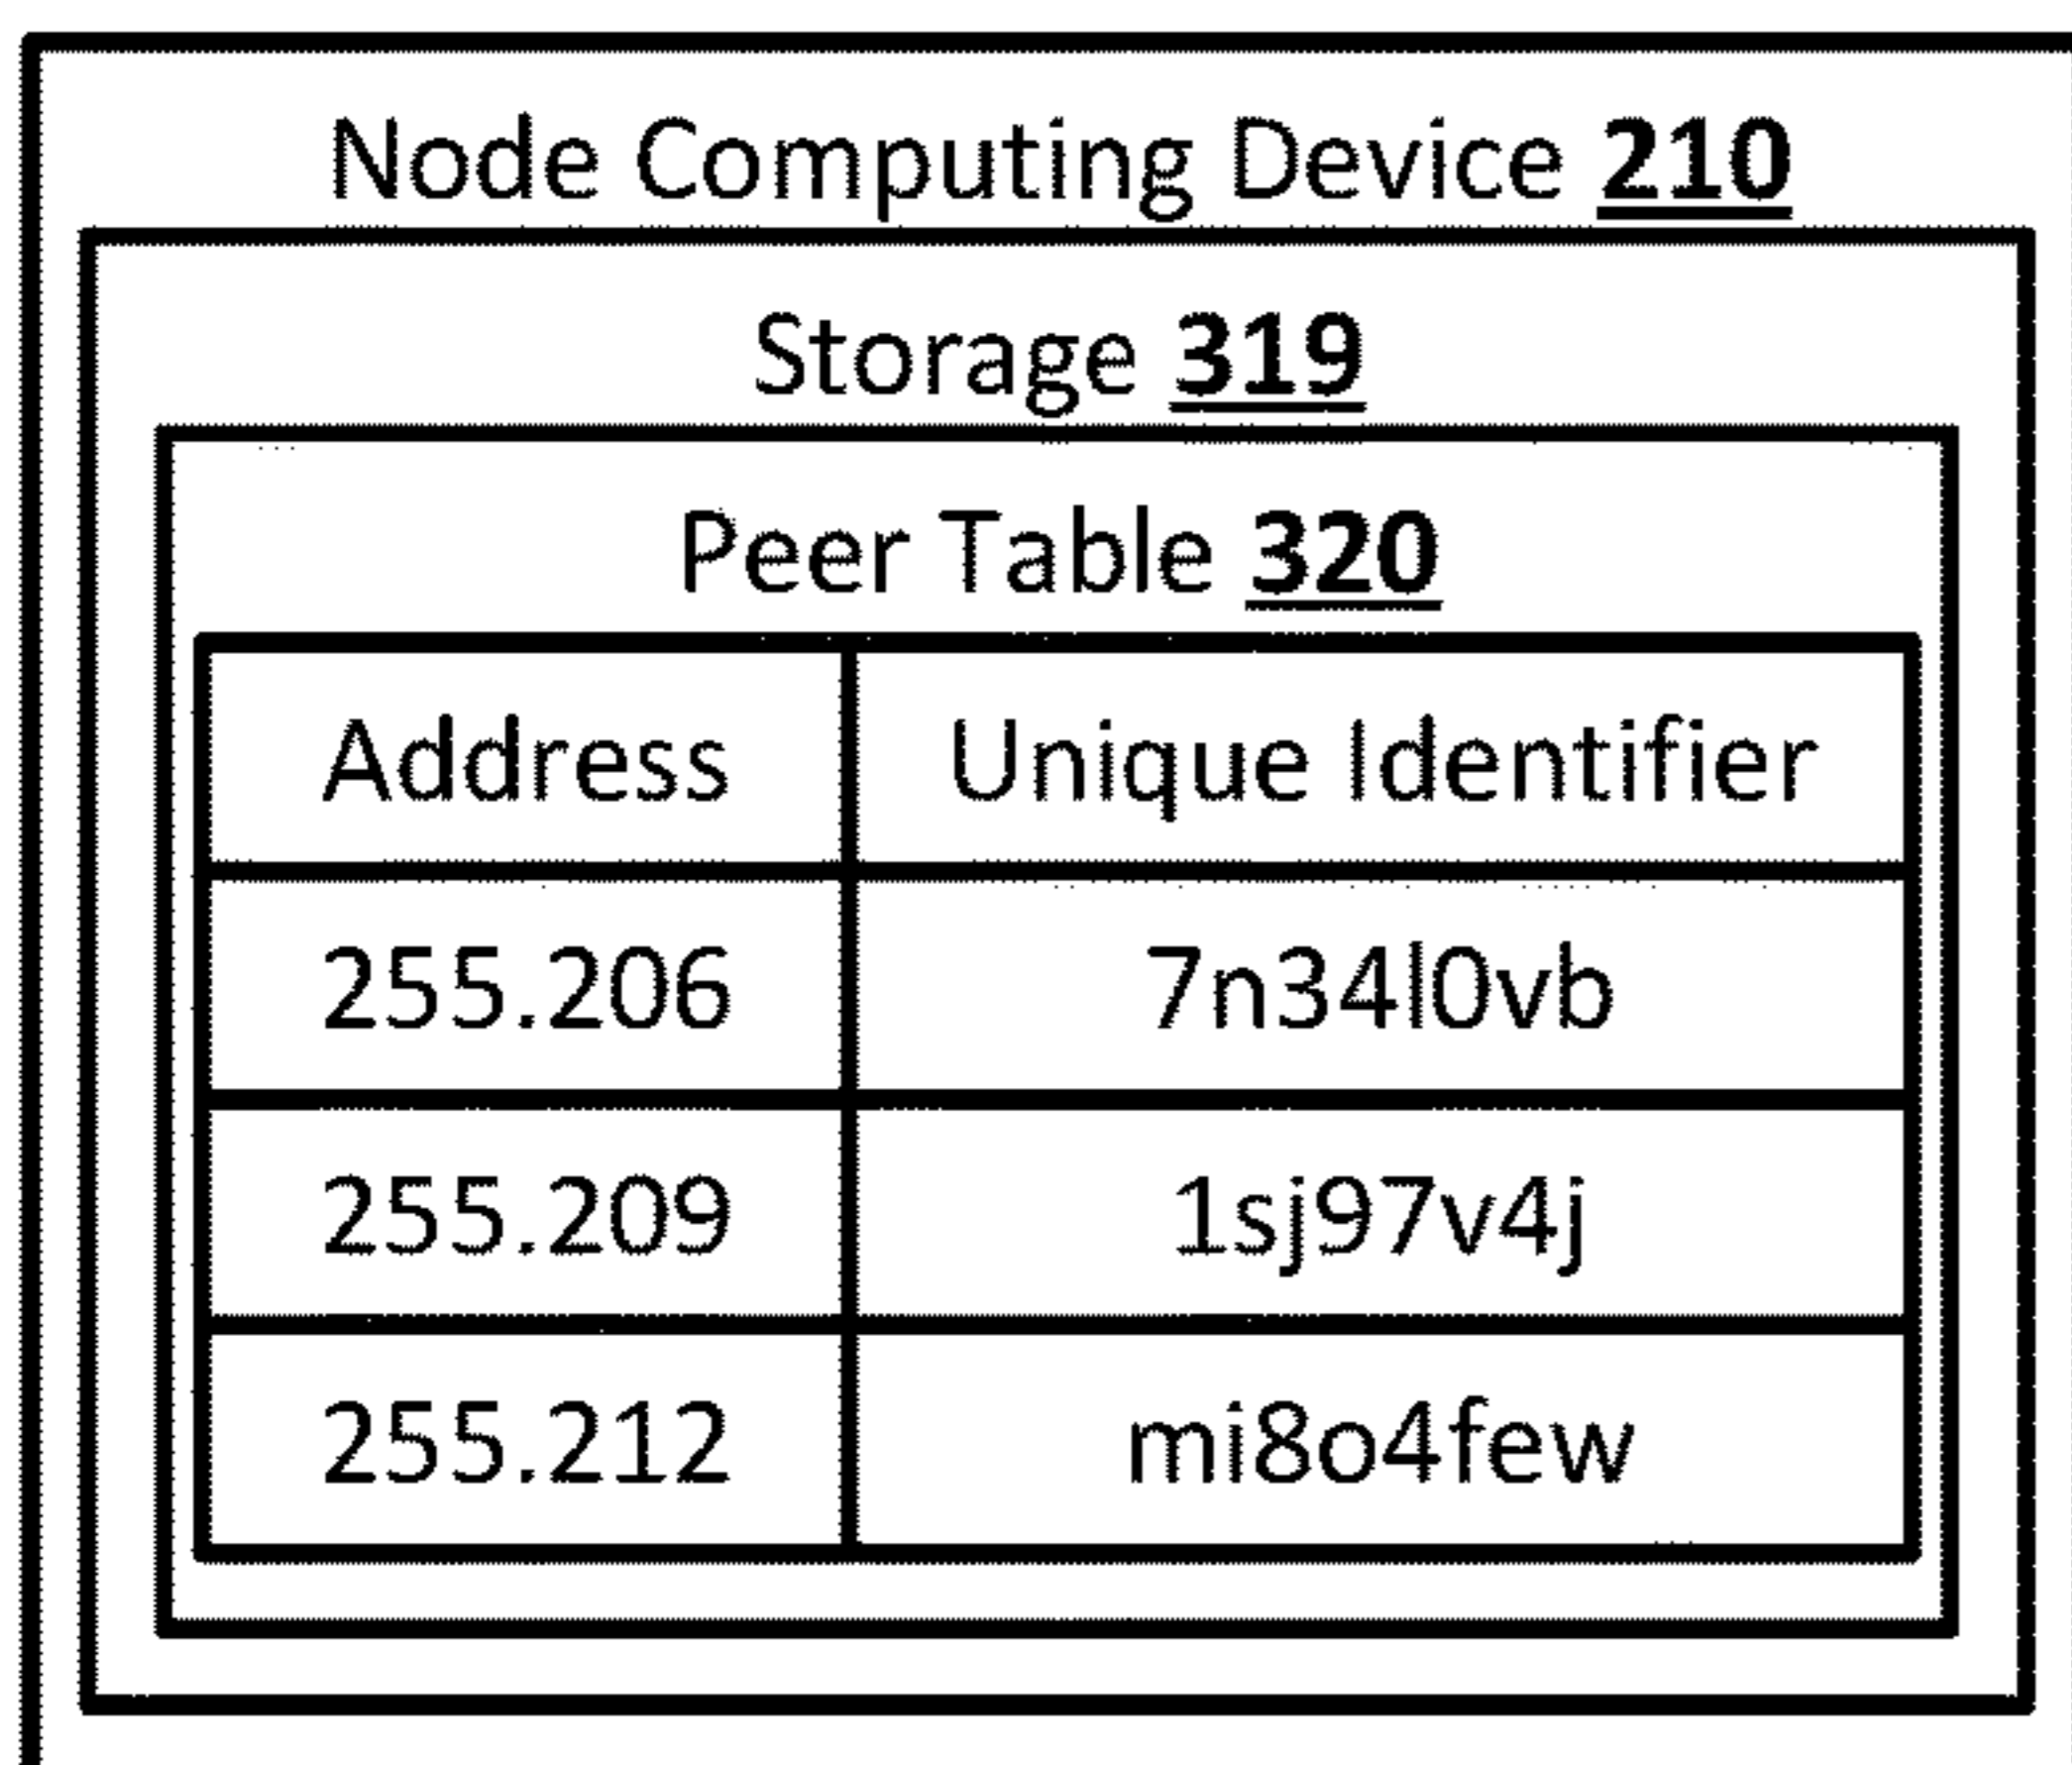 Node Computing Device 210
Storage 319
Peer Table 320
Address Unique Identifier
255.206 7n34l0vb
255.209 1sj97v4j
255.212 mi8o4few